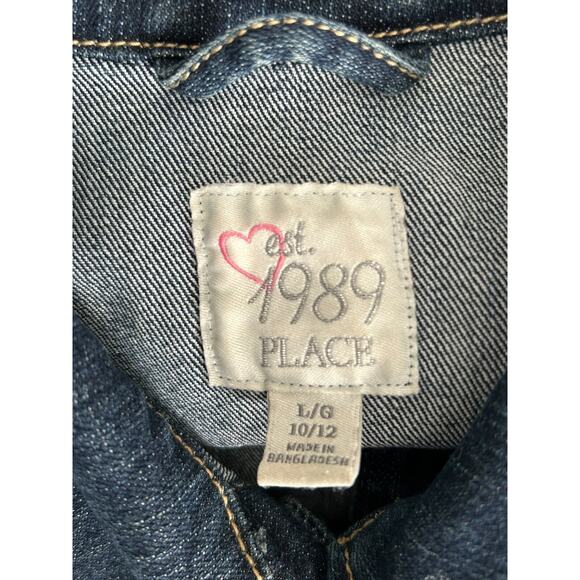 est.
1989
PLACE
L/G
10/12
MADE IN
BANGLADESH